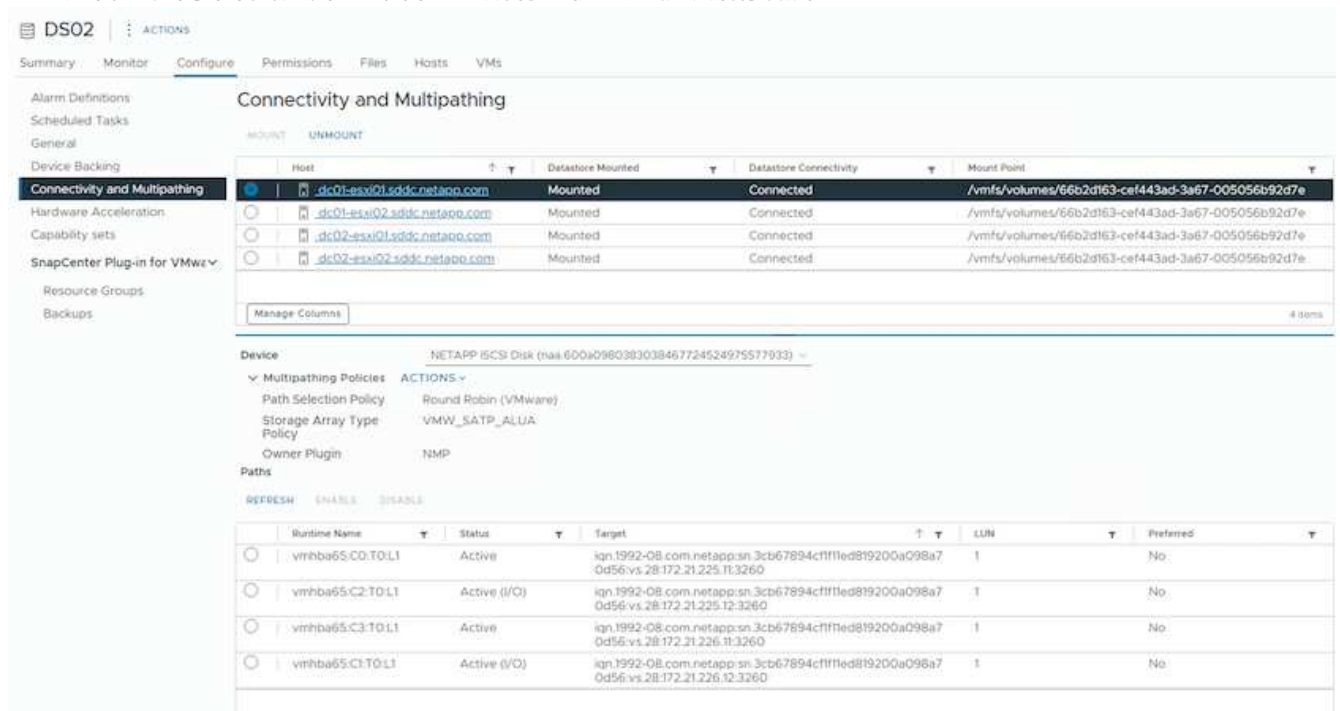 DS02 ACTIONS
Summary Monitor Configure Permissions Files Hosts VMs
Alarm Definitions
Scheduled Tasks
General
Device Backing
Connectivity and Multipathing
Hardware Acceleration
Capability sets
SnapCenter Plug-in for VMwa
Resource Groups
Backups
Connectivity and Multipathing
MOUNT UNMOUNT
Host Datastore Mounted Datastore Connectivity Mount Point
dc01-esxi01.sddc.netapp.com Mounted Connected /vmfs/volumes/66b2d163-cef443ad-3a67-005056b92d7e
dc01-esxi02.sddc.netapp.com Mounted Connected /vmfs/volumes/66b2d163-cef443ad-3a67-005056b92d7e
dc02-esxi01.sddc.netapp.com Mounted Connected /vmfs/volumes/66b2d163-cef443ad-3a67-005056b92d7e
dc02-esxi02.sddc.netapp.com Mounted Connected /vmfs/volumes/66b2d163-cef443ad-3a67-005056b92d7e
Manage Columns 4 items
Device NETAPP iSCSI Disk (naa.600a09803830384677245249755779​33)
Multipathing Policies ACTIONS
Path Selection Policy Round Robin (VMware)
Storage Array Type VMW_SATP_ALUA
Policy
Owner Plugin NMP
Paths
REFRESH ENABLE DISABLE
Runtime Name Status Target LUN Preferred
vmhba65:C0:T0:L1 Active iqn.1992-08.com.netapp:sn.3cb67894cf1f11ed819200a098a7 1 No
0d56:vs.28:172.21.225.11:3260
vmhba65:C2:T0:L1 Active (I/O) iqn.1992-08.com.netapp:sn.3cb67894cf1f11ed819200a098a7 1 No
0d56:vs.28:172.21.225.12:3260
vmhba65:C3:T0:L1 Active iqn.1992-08.com.netapp:sn.3cb67894cf1f11ed819200a098a7 1 No
0d56:vs.28:172.21.226.11:3260
vmhba65:C1:T0:L1 Active (I/O) iqn.1992-08.com.netapp:sn.3cb67894cf1f11ed819200a098a7 1 No
0d56:vs.28:172.21.226.12:3260